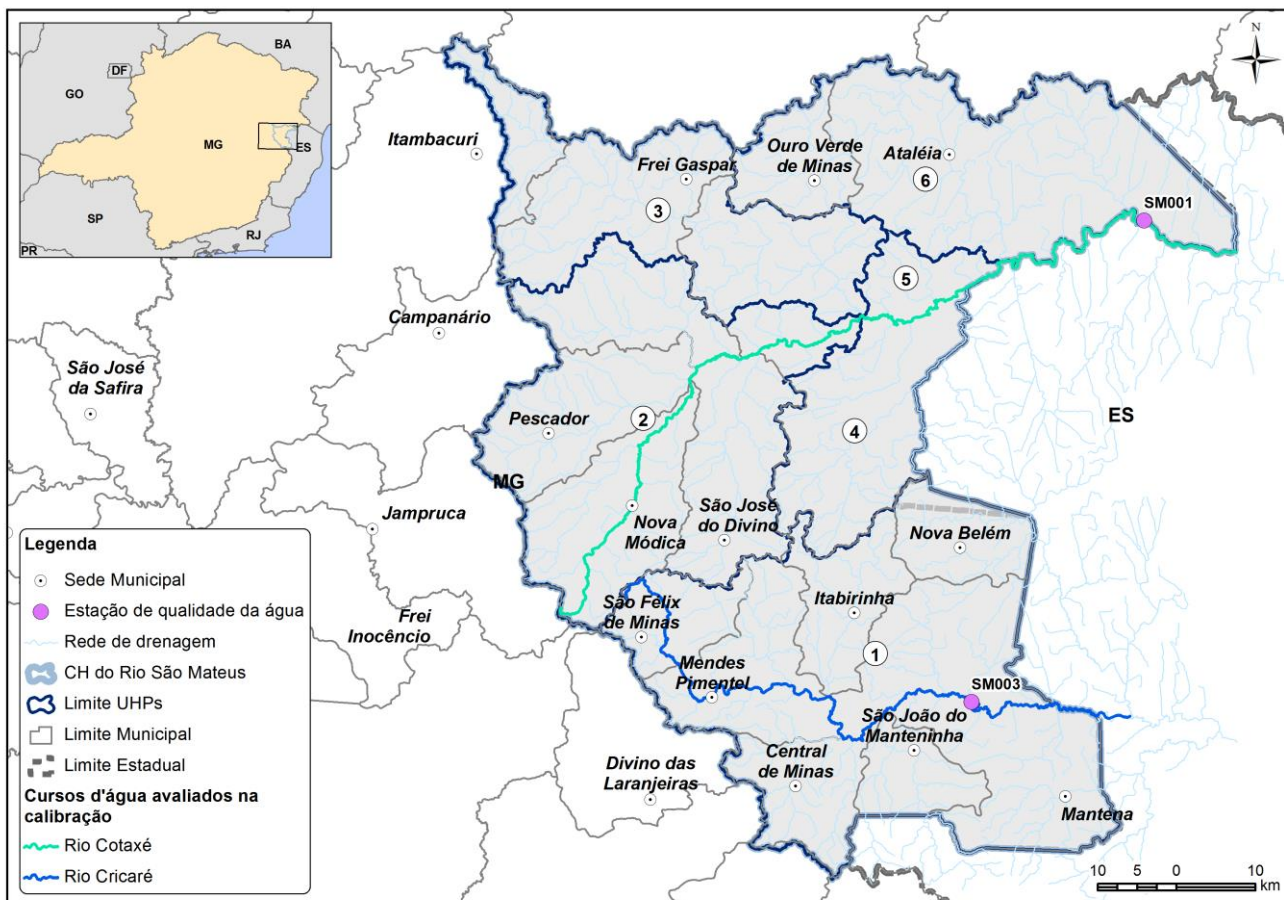 BA
DF
GO
MG
ES
SP
RJ
PR
N
Itambacuri
Frei Gaspar
Ouro Verde
de Minas
Ataléia
6
3
SM001
5
Campanário
São José
da Safira
Pescador
2
4
ES
MG
Jampruca
Nova
Módica
São José
do Divino
Nova Belém
Frei
Inocêncio
São Félix
de Minas
Itabirinha
1
Mendes
Pimentel
SM003
São João do
Manteninha
Divino das
Laranjeiras
Central
de Minas
Mantena
Legenda
Sede Municipal
Estação de qualidade da água
Rede de drenagem
CH do Rio São Mateus
Limite UHPs
Limite Municipal
Limite Estadual
Cursos d'água avaliados na
calibração
Rio Cotaxé
Rio Cricaré
10 5 0 10
km